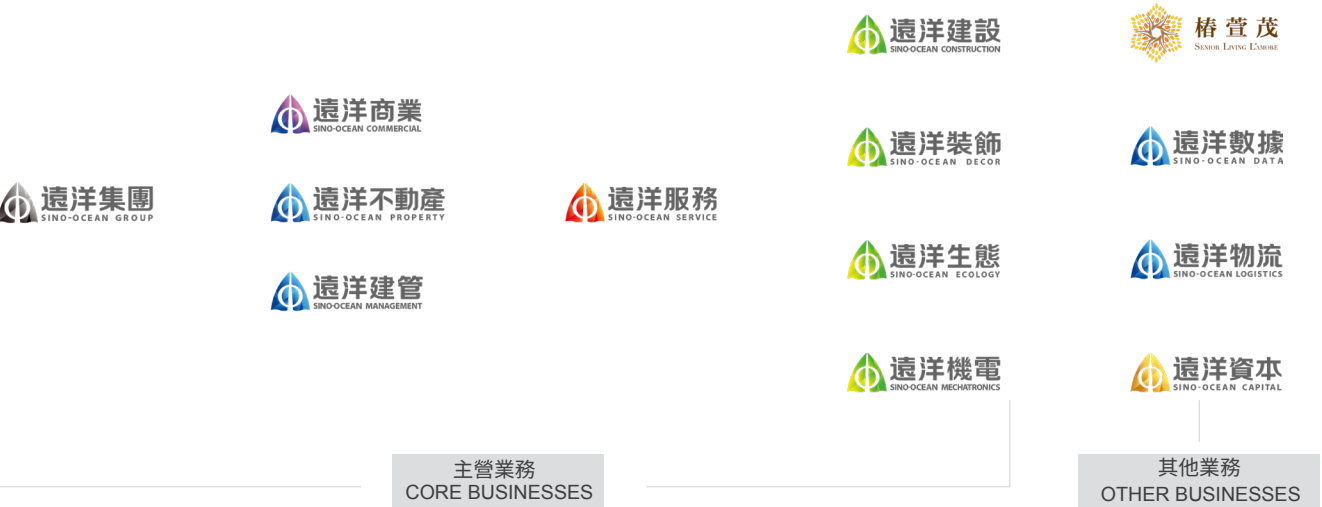 遠洋集團
SINO-OCEAN GROUP
遠洋商業
SINO-OCEAN COMMERCIAL
遠洋不動產
SINO-OCEAN PROPERTY
遠洋建管
SINO-OCEAN MANAGEMENT
遠洋服務
SINO-OCEAN SERVICE
遠洋建設
SINO-OCEAN CONSTRUCTION
遠洋裝飾
SINO-OCEAN DECOR
遠洋生態
SINO-OCEAN ECOLOGY
遠洋機電
SINO-OCEAN MECHATRONICS
椿萱茂
SENIOR LIVING L'AMORE
遠洋數據
SINO-OCEAN DATA
遠洋物流
SINO-OCEAN LOGISTICS
遠洋資本
SINO-OCEAN CAPITAL
主營業務
CORE BUSINESSES
其他業務
OTHER BUSINESSES